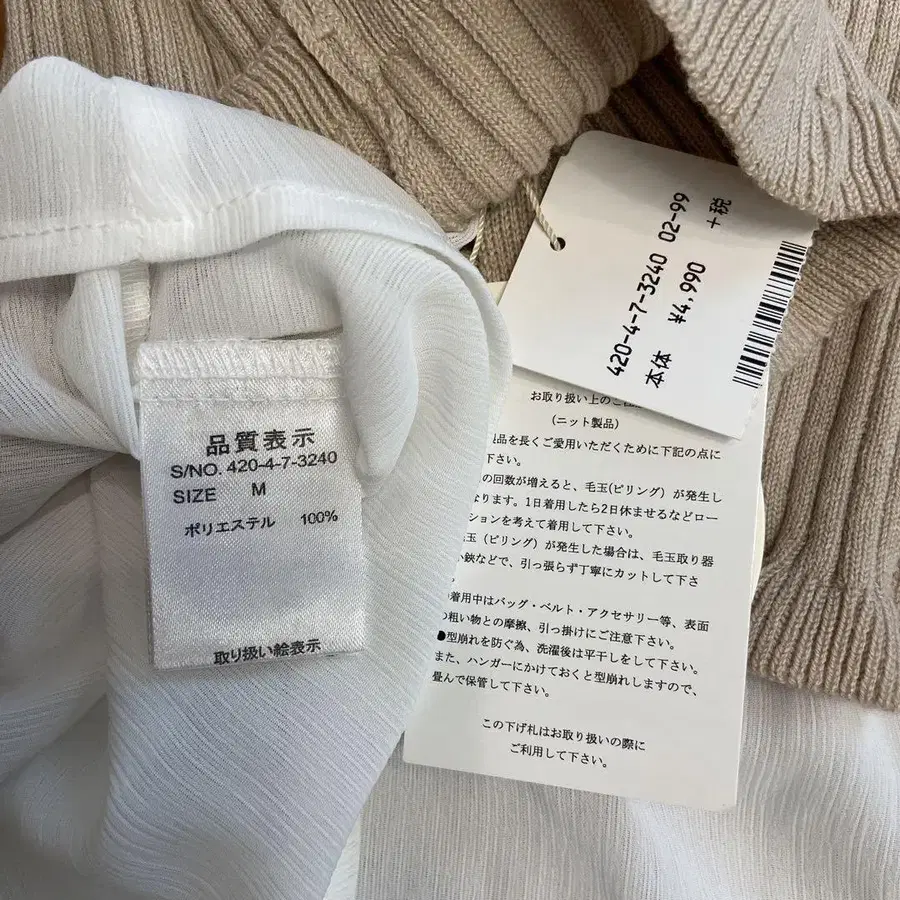 品質表示
S/NO. 420-4-7-3240
SIZE M
ポリエステル 100%
取り扱い絵表示
420-4-7-3240 02-99
本体 ¥4,990 +税
お取り扱い上のご
(ニット製品)
製品を長くご愛用いただくために下記の点に
下さい。
の回数が増えると、毛玉(ピリング)が発生し
なります。1日着用したら2日休ませるなどロー
ションを考えて着用して下さい。
毛玉(ピリング)が発生した場合は、毛玉取り器
い鋏などで、引っ張らず丁寧にカットして下さ
着用中はバッグ・ベルト・アクセサリー等、表面
の粗い物との摩擦、引っ掛けにご注意下さい。
●型崩れを防ぐ為、洗濯後は平干しをして下さい。
また、ハンガーにかけておくと型崩れしますので、
畳んで保管して下さい。
この下げ札はお取り扱いの際に
ご利用して下さい。